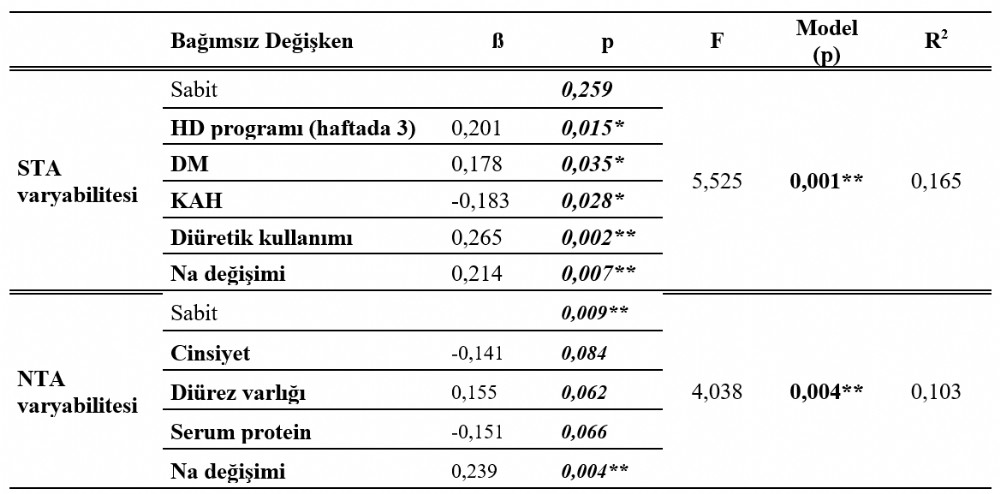 Bağımsız Değişken ß p F Model (p) R²
STA varyabilitesi
Sabit 0,259
HD programı (haftada 3) 0,201 0,015*
DM 0,178 0,035*
KAH -0,183 0,028*
Diüretik kullanımı 0,265 0,002**
Na değişimi 0,214 0,007**
5,525 0,001** 0,165
NTA varyabilitesi
Sabit 0,009**
Cinsiyet -0,141 0,084
Diürez varlığı 0,155 0,062
Serum protein -0,151 0,066
Na değişimi 0,239 0,004**
4,038 0,004** 0,103